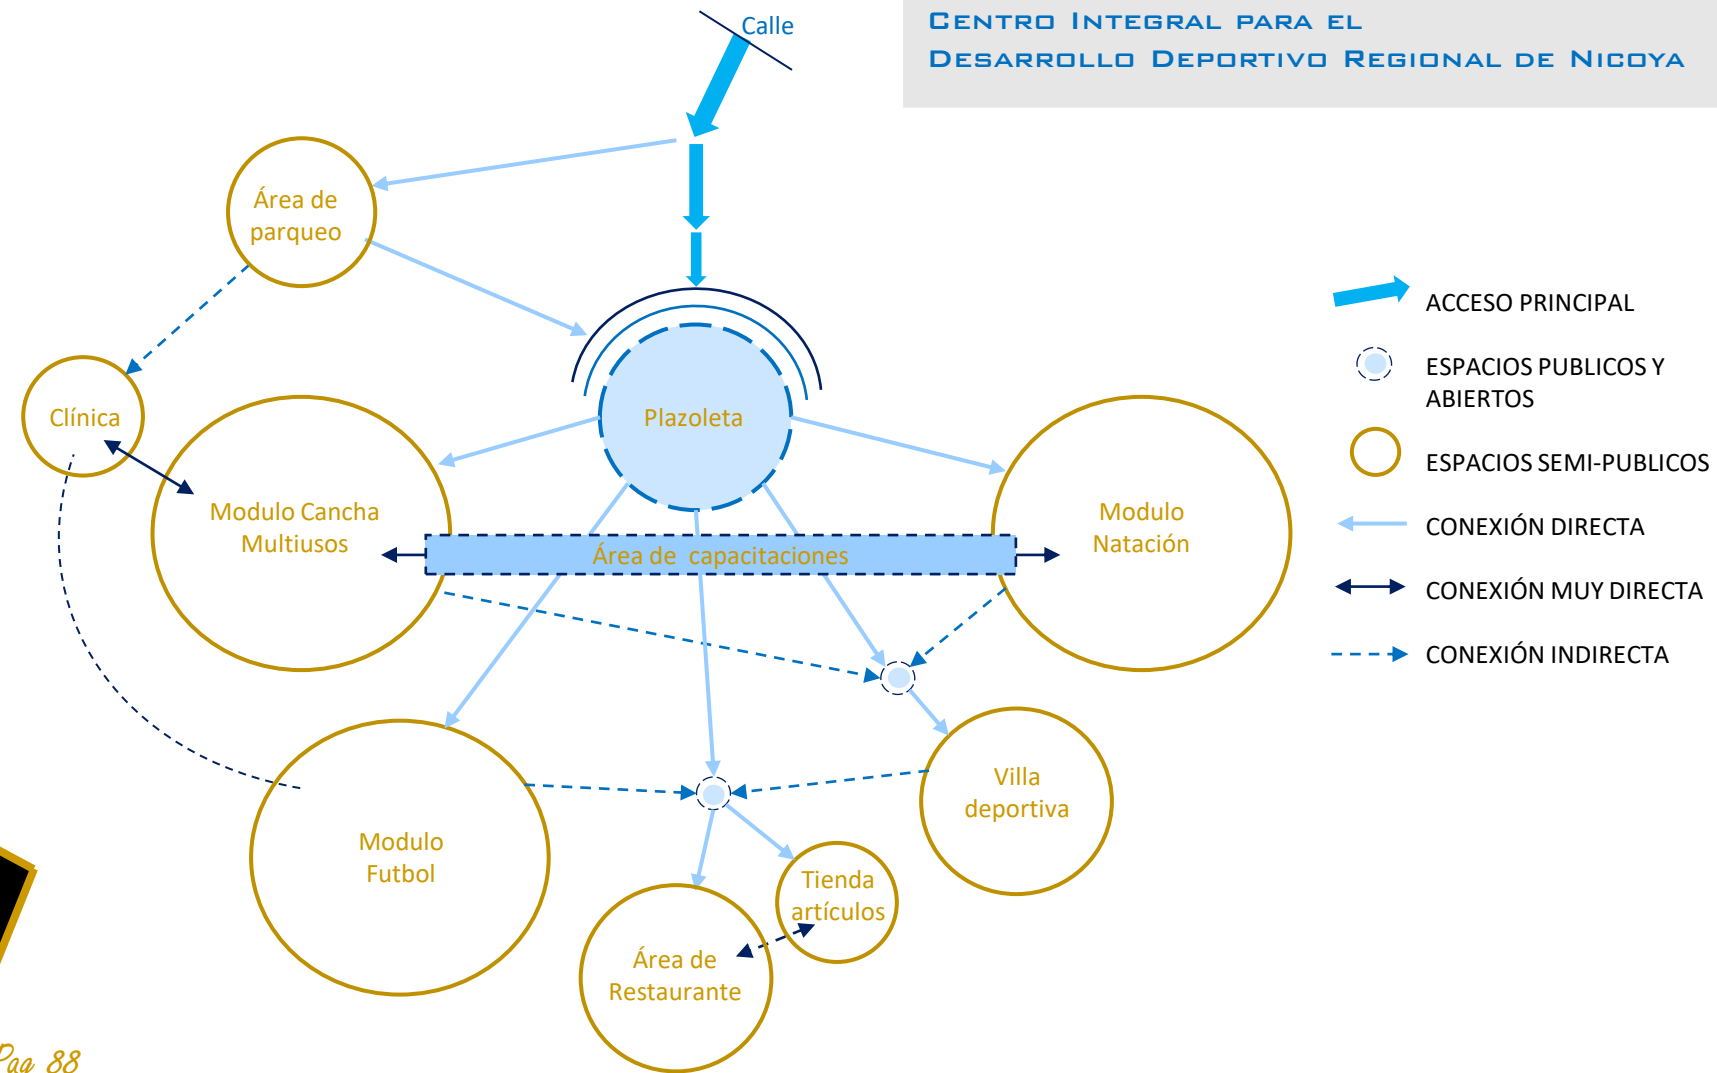 CENTRO INTEGRAL PARA EL
DESARROLLO DEPORTIVO REGIONAL DE NICOYA
Calle
Área de
parqueo
Clínica
Plazoleta
Modulo Cancha
Multiusos
Modulo
Natación
Área de capacitaciones
Villa
deportiva
Modulo
Futbol
Tienda
artículos
Área de
Restaurante
ACCESO PRINCIPAL
ESPACIOS PUBLICOS Y
ABIERTOS
ESPACIOS SEMI-PUBLICOS
CONEXIÓN DIRECTA
CONEXIÓN MUY DIRECTA
CONEXIÓN INDIRECTA
Pag 88